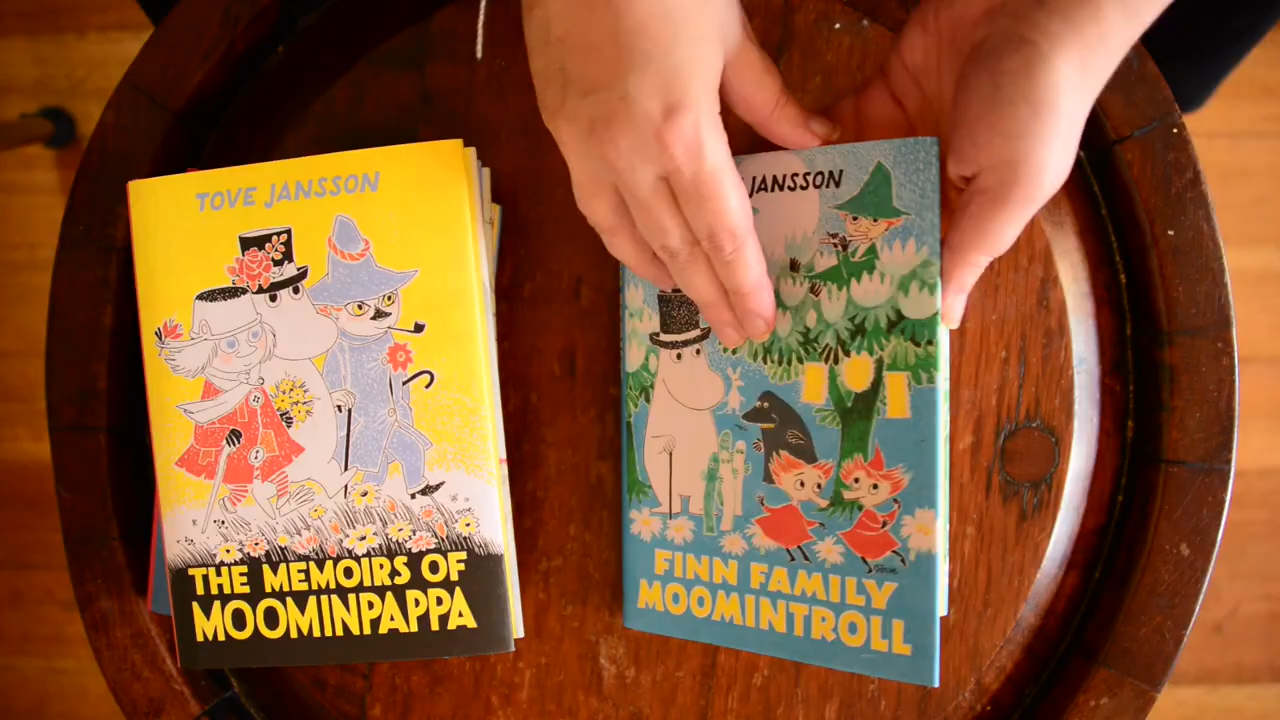 TOVE JANSSON
THE MEMOIRS OF
MOOMINPAPPA
JANSSON
FINN FAMILY
MOOMINTROLL